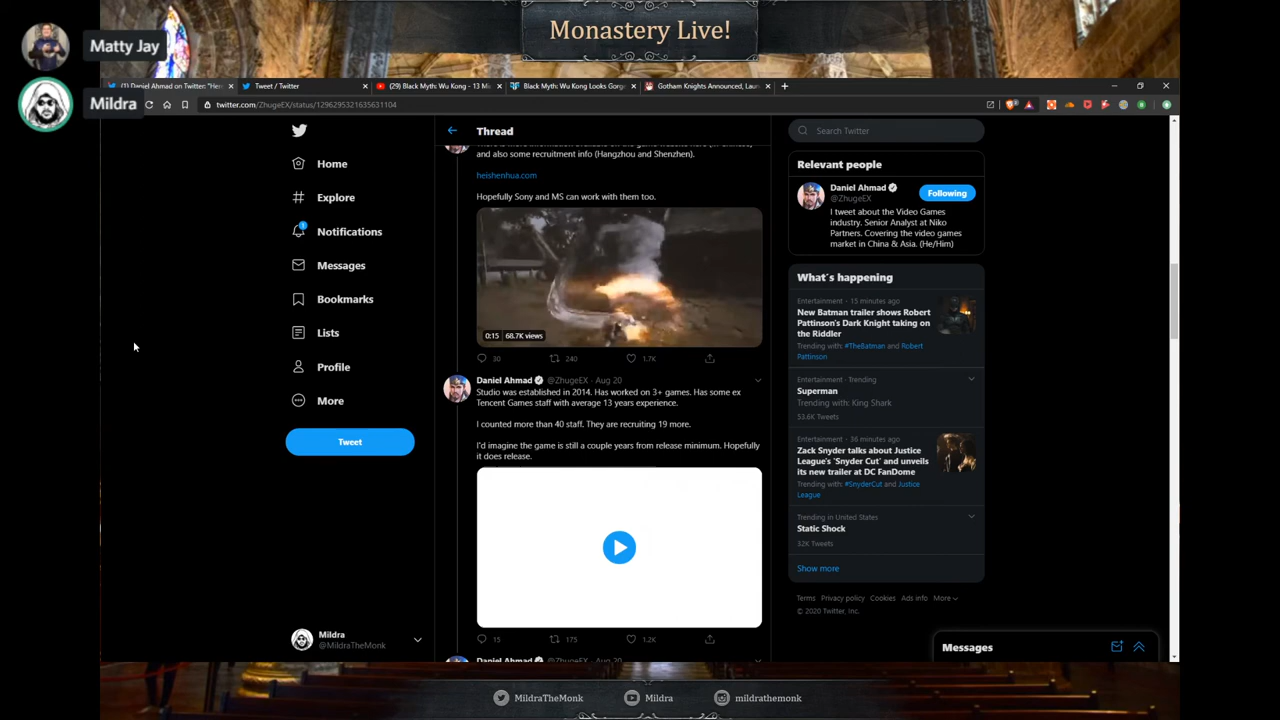 Monastery Live!
Matty Jay
Mildra
(1) Daniel Ahmad on Twitter: "Here
Tweet / Twitter
(29) Black Myth: Wu Kong - 13 Mi
Black Myth: Wu Kong Looks Gorg
Gotham Knights Announced, Laun
twitter.com/ZhugeEX/status/1296295321635631104
Home
Explore
Notifications
1
Messages
Bookmarks
Lists
Profile
More
Tweet
Mildra
@MildraTheMonk
Thread
and also some recruitment info (Hangzhou and Shenzhen).
heishenhua.com
Hopefully Sony and MS can work with them too.
0:15 68.7K views
30 240 1.7K
Daniel Ahmad @ZhugeEX · Aug 20
Studio was established in 2014. Has worked on 3+ games. Has some ex
Tencent Games staff with average 13 years experience.
I counted more than 40 staff. They are recruiting 19 more.
I'd imagine the game is still a couple years from release minimum. Hopefully
it does release.
15 175 1.2K
Daniel Ahmad @ZhugeEX · Aug 20
Search Twitter
Relevant people
Daniel Ahmad
@ZhugeEX
Following
I tweet about the Video Games
industry. Senior Analyst at Niko
Partners. Covering the video games
market in China & Asia. (He/Him)
What's happening
Entertainment · 15 minutes ago
New Batman trailer shows Robert
Pattinson's Dark Knight taking on
the Riddler
Trending with: #TheBatman and Robert
Pattinson
Entertainment · Trending
Superman
Trending with: King Shark
53.6K Tweets
Entertainment · 36 minutes ago
Zack Snyder talks about Justice
League's 'Snyder Cut' and unveils
its new trailer at DC FanDome
Trending with: #SnyderCut and Justice
League
Trending in United States
Static Shock
32K Tweets
Show more
Terms Privacy policy Cookies Ads info More
© 2020 Twitter, Inc.
Messages
MildraTheMonk Mildra mildrathemonk